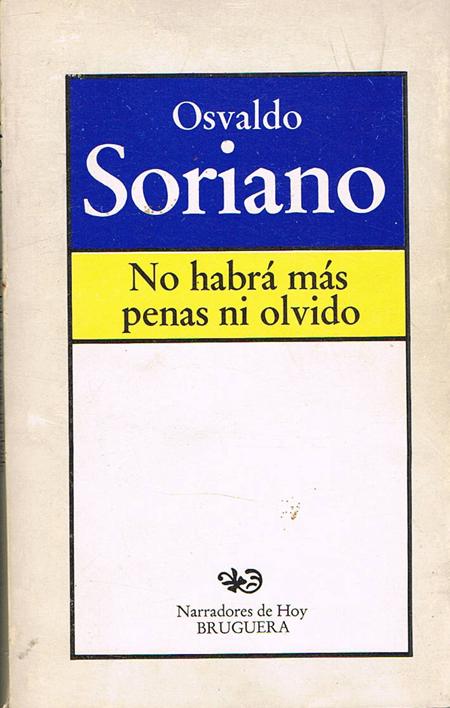 Osvaldo
Soriano
No habrá más
penas ni olvido
Narradores de Hoy
BRUGUERA